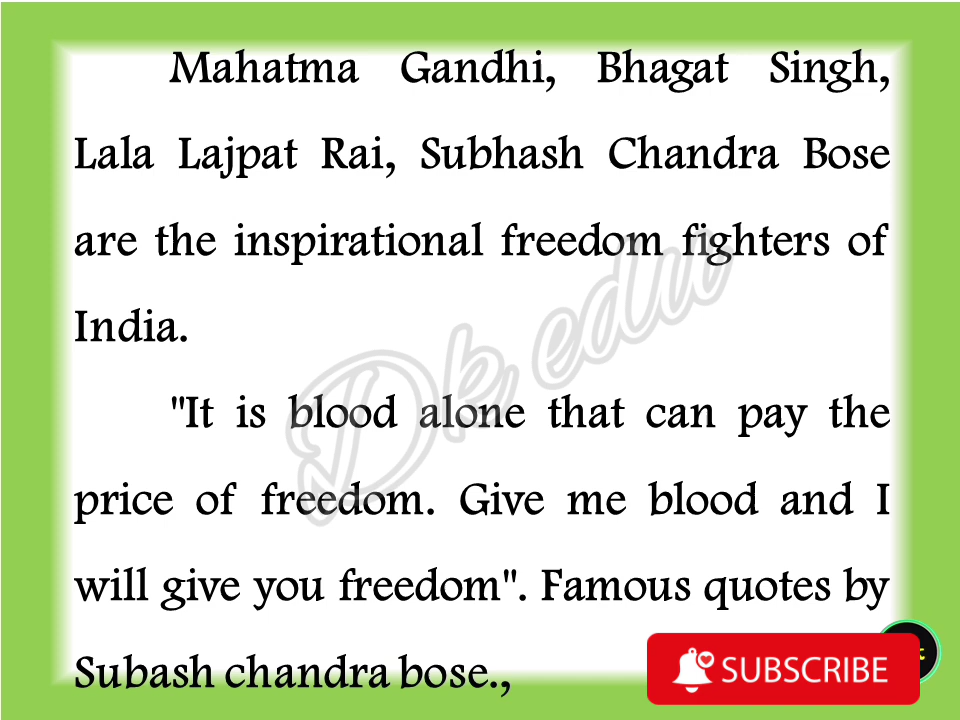 Mahatma Gandhi, Bhagat Singh,
Lala Lajpat Rai, Subhash Chandra Bose
are the inspirational freedom fighters of
India.
Dk edu
"It is blood alone that can pay the
price of freedom. Give me blood and I
will give you freedom". Famous quotes by
Subash chandra bose.,
SUBSCRIBE